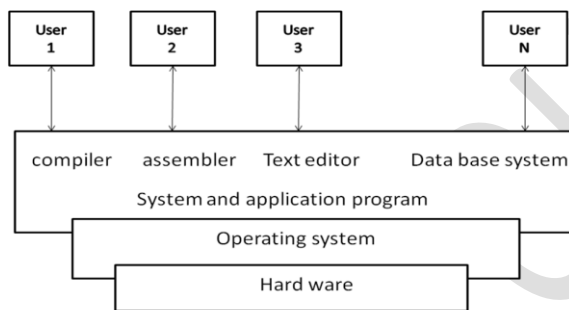 User User User User
1 2 3 N
compiler assembler Text editor Data base system
System and application program
Operating system
Hard ware